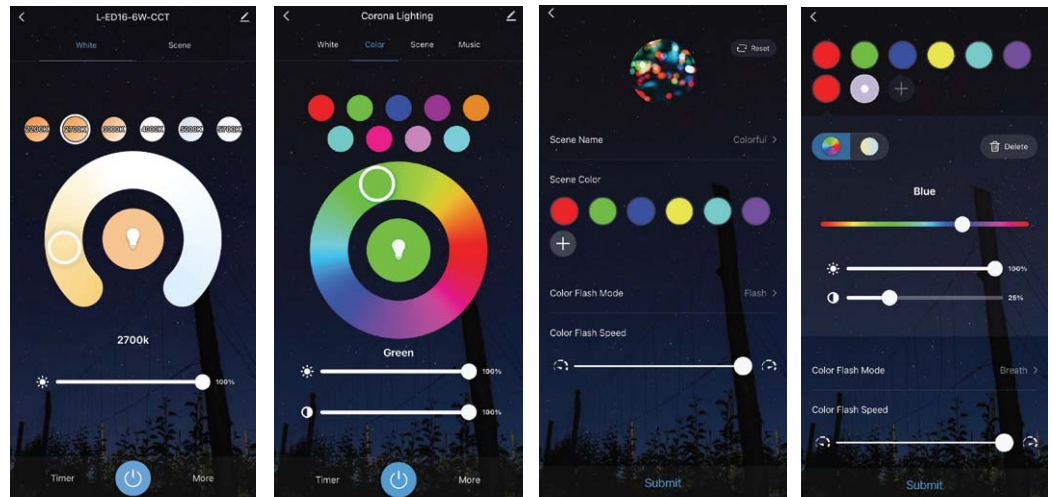 L-ED16-6W-CCT
White Scene
2200K 2700K 3000K 4000K 5000K 5700K
2700k
100%
Timer More
Corona Lighting
White Color Scene Music
Green
100%
100%
Timer More
Reset
Scene Name Colorful
Scene Color
Color Flash Mode Flash
Color Flash Speed
Submit
Delete
Blue
100%
25%
Color Flash Mode Breath
Color Flash Speed
Submit